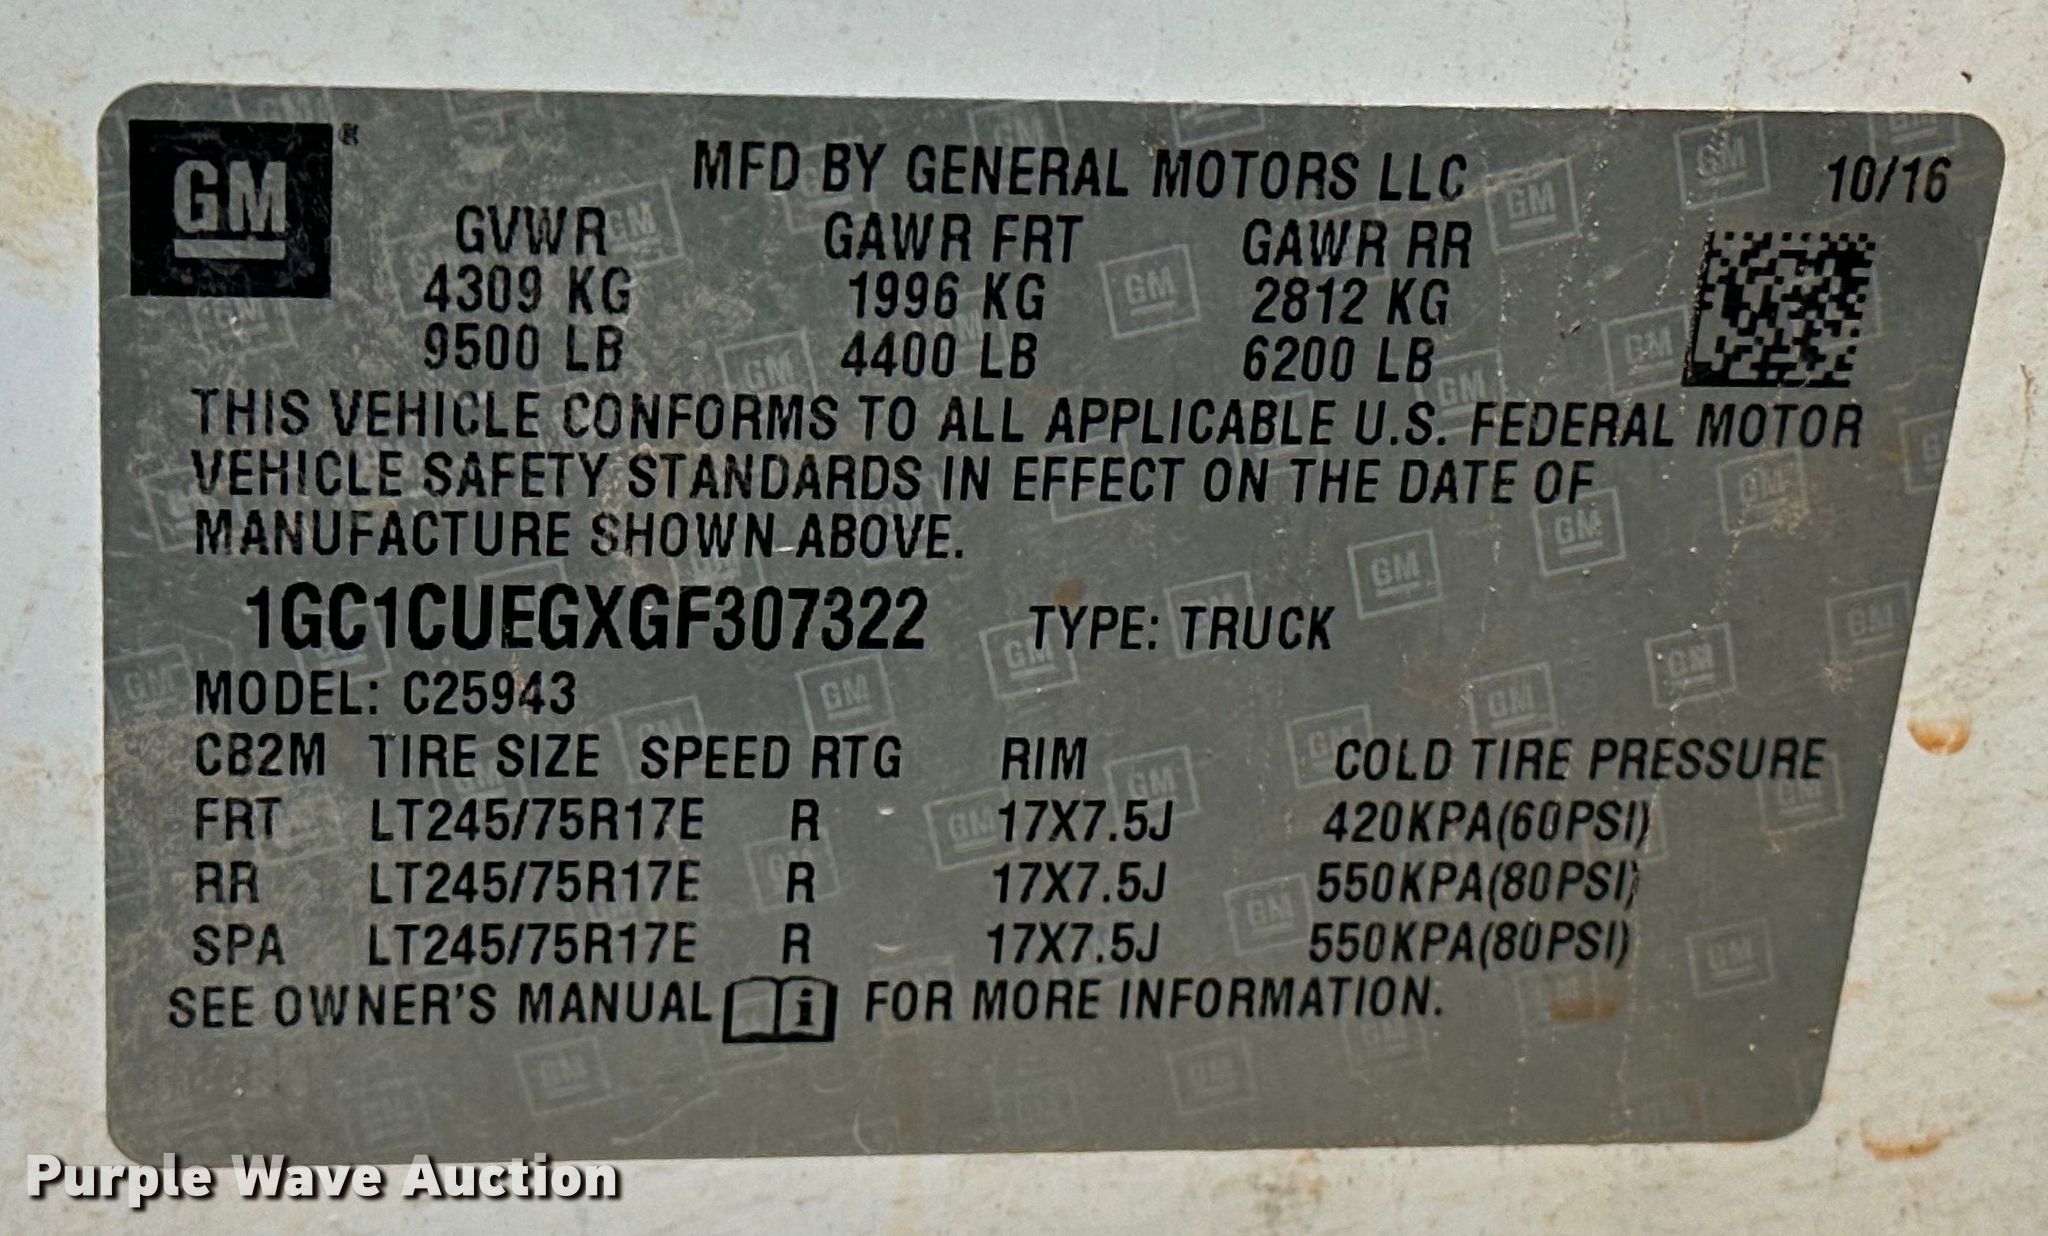 GM ®
MFD BY GENERAL MOTORS LLC 10/16
GVWR GAWR FRT GAWR RR
4309 KG 1996 KG 2812 KG
9500 LB 4400 LB 6200 LB
THIS VEHICLE CONFORMS TO ALL APPLICABLE U.S. FEDERAL MOTOR
VEHICLE SAFETY STANDARDS IN EFFECT ON THE DATE OF
MANUFACTURE SHOWN ABOVE.
1GC1CUEGXGF307322 TYPE: TRUCK
MODEL: C25943
CB2M TIRE SIZE SPEED RTG RIM COLD TIRE PRESSURE
FRT LT245/75R17E R 17X7.5J 420KPA(60PSI)
RR LT245/75R17E R 17X7.5J 550KPA(80PSI)
SPA LT245/75R17E R 17X7.5J 550KPA(80PSI)
SEE OWNER'S MANUAL i FOR MORE INFORMATION.
Purple Wave Auction